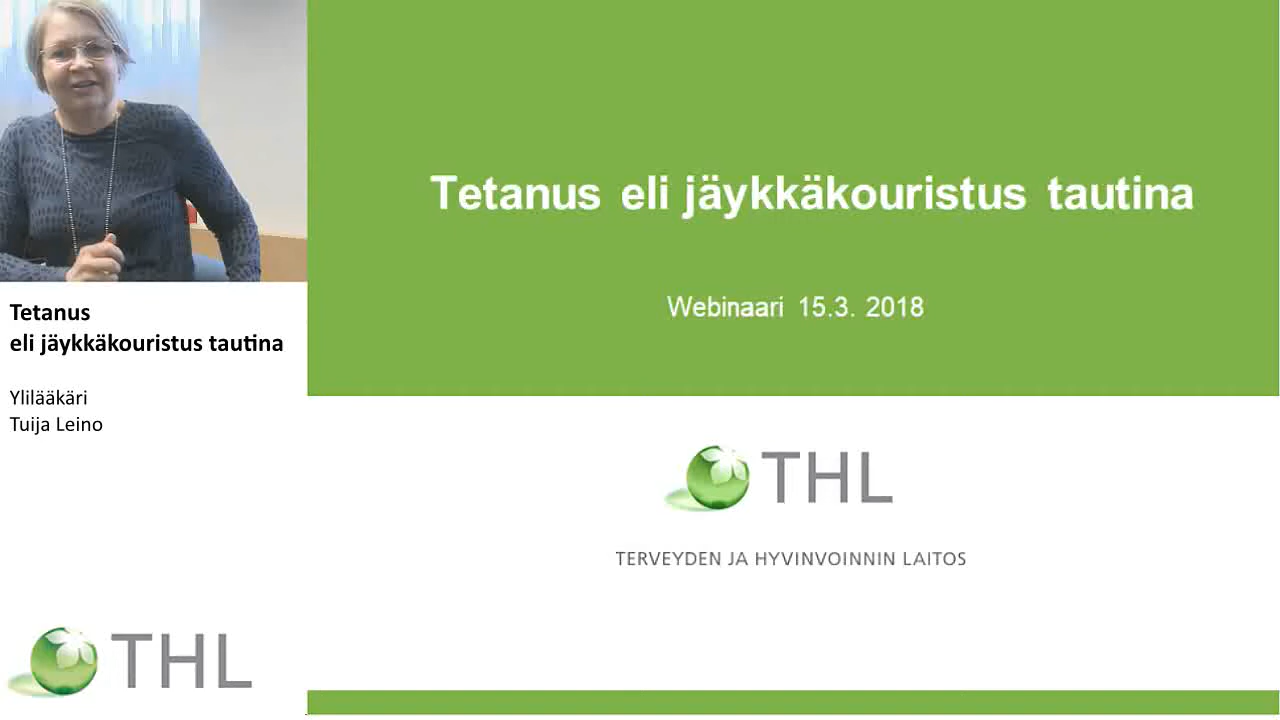 Tetanus
eli jäykkäkouristus tautina
Ylilääkäri
Tuija Leino
THL
Tetanus eli jäykkäkouristus tautina
Webinaari 15.3. 2018
THL
TERVEYDEN JA HYVINVOINNIN LAITOS